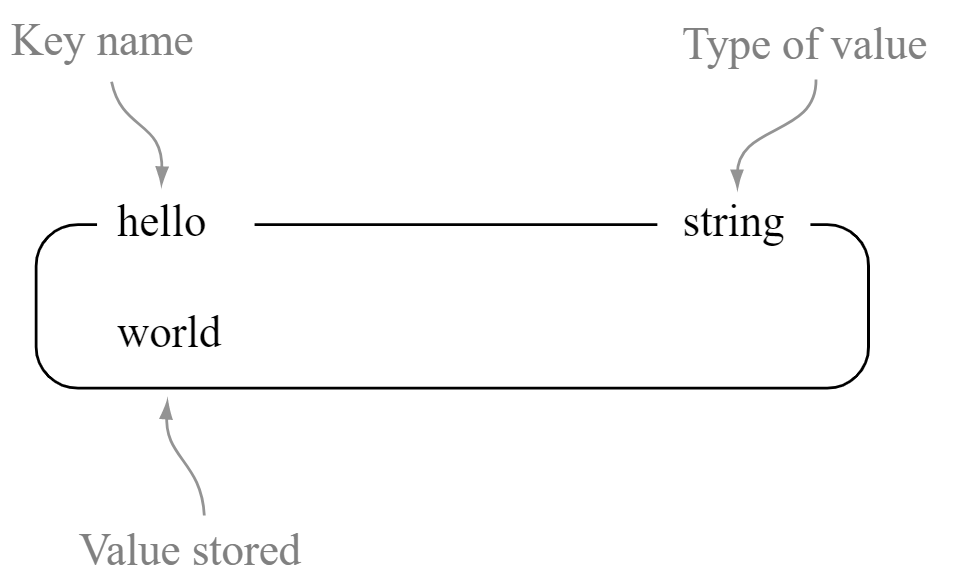 Key name
Type of value
hello
string
world
Value stored